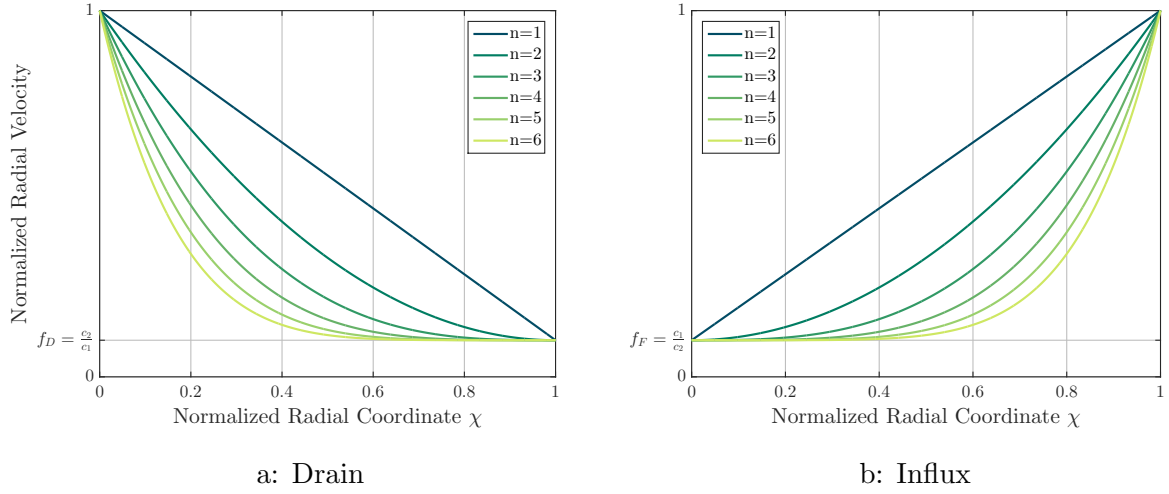 Normalized Radial Velocity
1
f_D = c_2/c_1
0
n=1
n=2
n=3
n=4
n=5
n=6
0 0.2 0.4 0.6 0.8 1
Normalized Radial Coordinate χ
a: Drain
1
f_F = c_1/c_2
0
n=1
n=2
n=3
n=4
n=5
n=6
0 0.2 0.4 0.6 0.8 1
Normalized Radial Coordinate χ
b: Influx